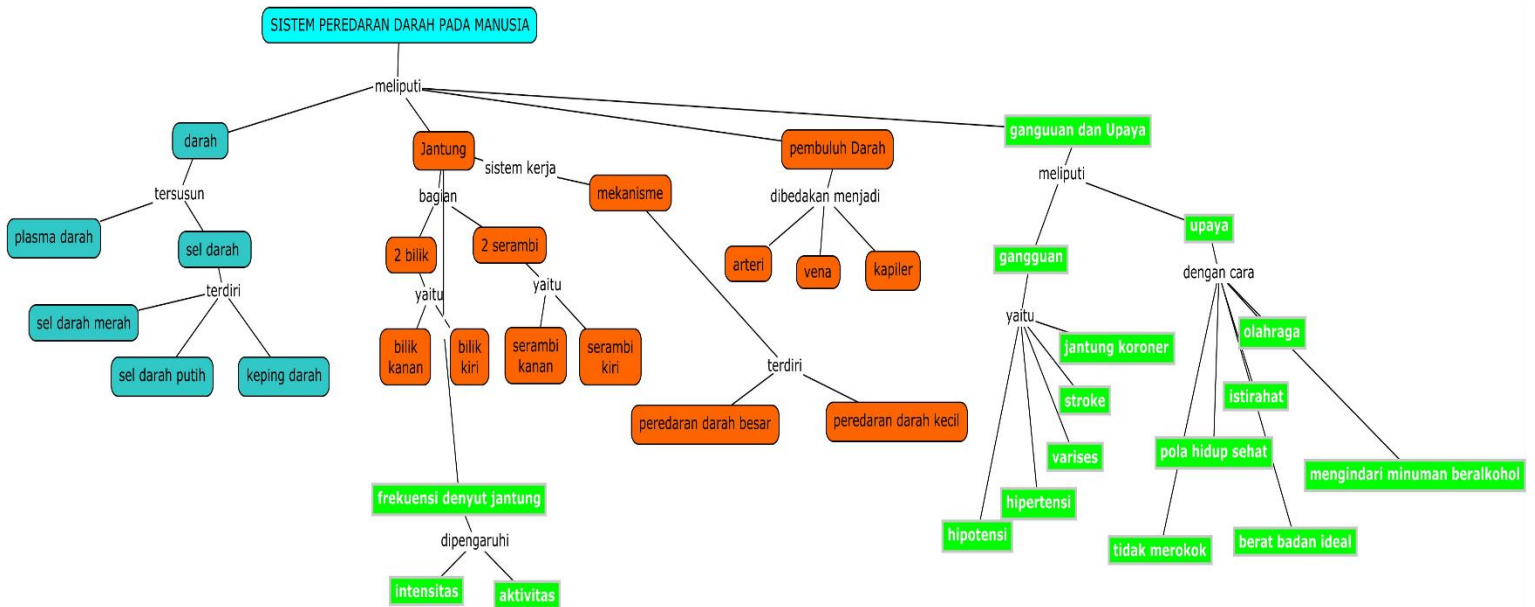 SISTEM PEREDARAN DARAH PADA MANUSIA
meliputi
darah
tersusun
plasma darah
sel darah
terdiri
sel darah merah
sel darah putih
keping darah
Jantung
bagian
2 bilik
yaitu
bilik
kanan
bilik
kiri
2 serambi
yaitu
serambi
kanan
serambi
kiri
sistem kerja
mekanisme
terdiri
peredaran darah besar
peredaran darah kecil
frekuensi denyut jantung
dipengaruhi
intensitas
aktivitas
pembuluh Darah
dibedakan menjadi
arteri
vena
kapiler
ganguuan dan Upaya
meliputi
gangguan
yaitu
jantung koroner
stroke
varises
hipertensi
hipotensi
upaya
dengan cara
olahraga
istirahat
pola hidup sehat
mengindari minuman beralkohol
tidak merokok
berat badan ideal